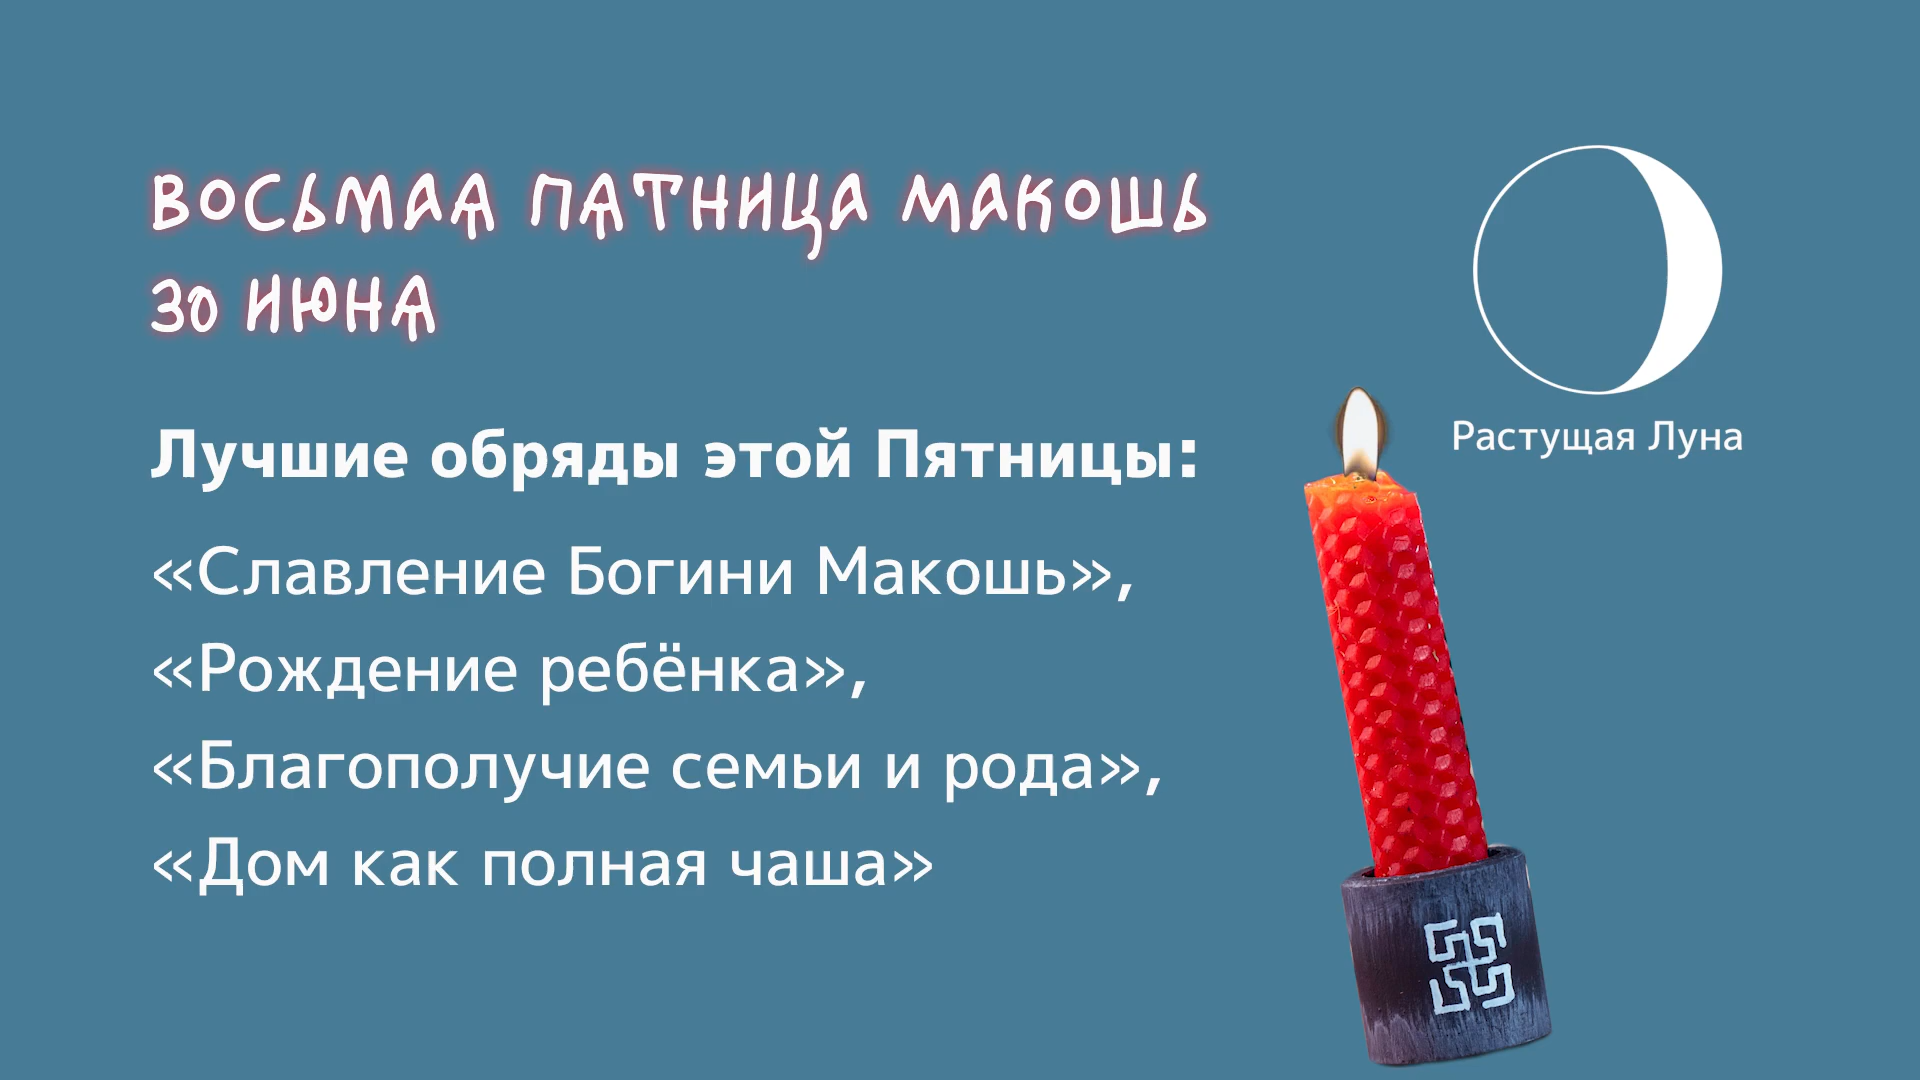 ВОСЬМАЯ ПЯТНИЦА МАКОШЬ
30 ИЮНЯ
Растущая Луна
Лучшие обряды этой Пятницы:
«Славление Богини Макошь»,
«Рождение ребёнка»,
«Благополучие семьи и рода»,
«Дом как полная чаша»